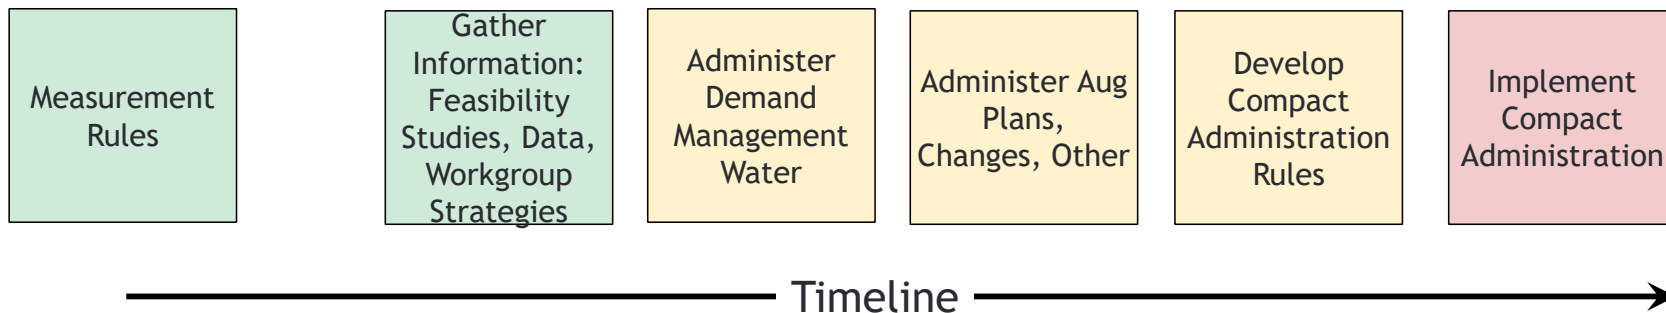 Measurement
Rules
Gather
Information:
Feasibility
Studies, Data,
Workgroup
Strategies
Administer
Demand
Management
Water
Administer Aug
Plans,
Changes, Other
Develop
Compact
Administration
Rules
Implement
Compact
Administration
Timeline